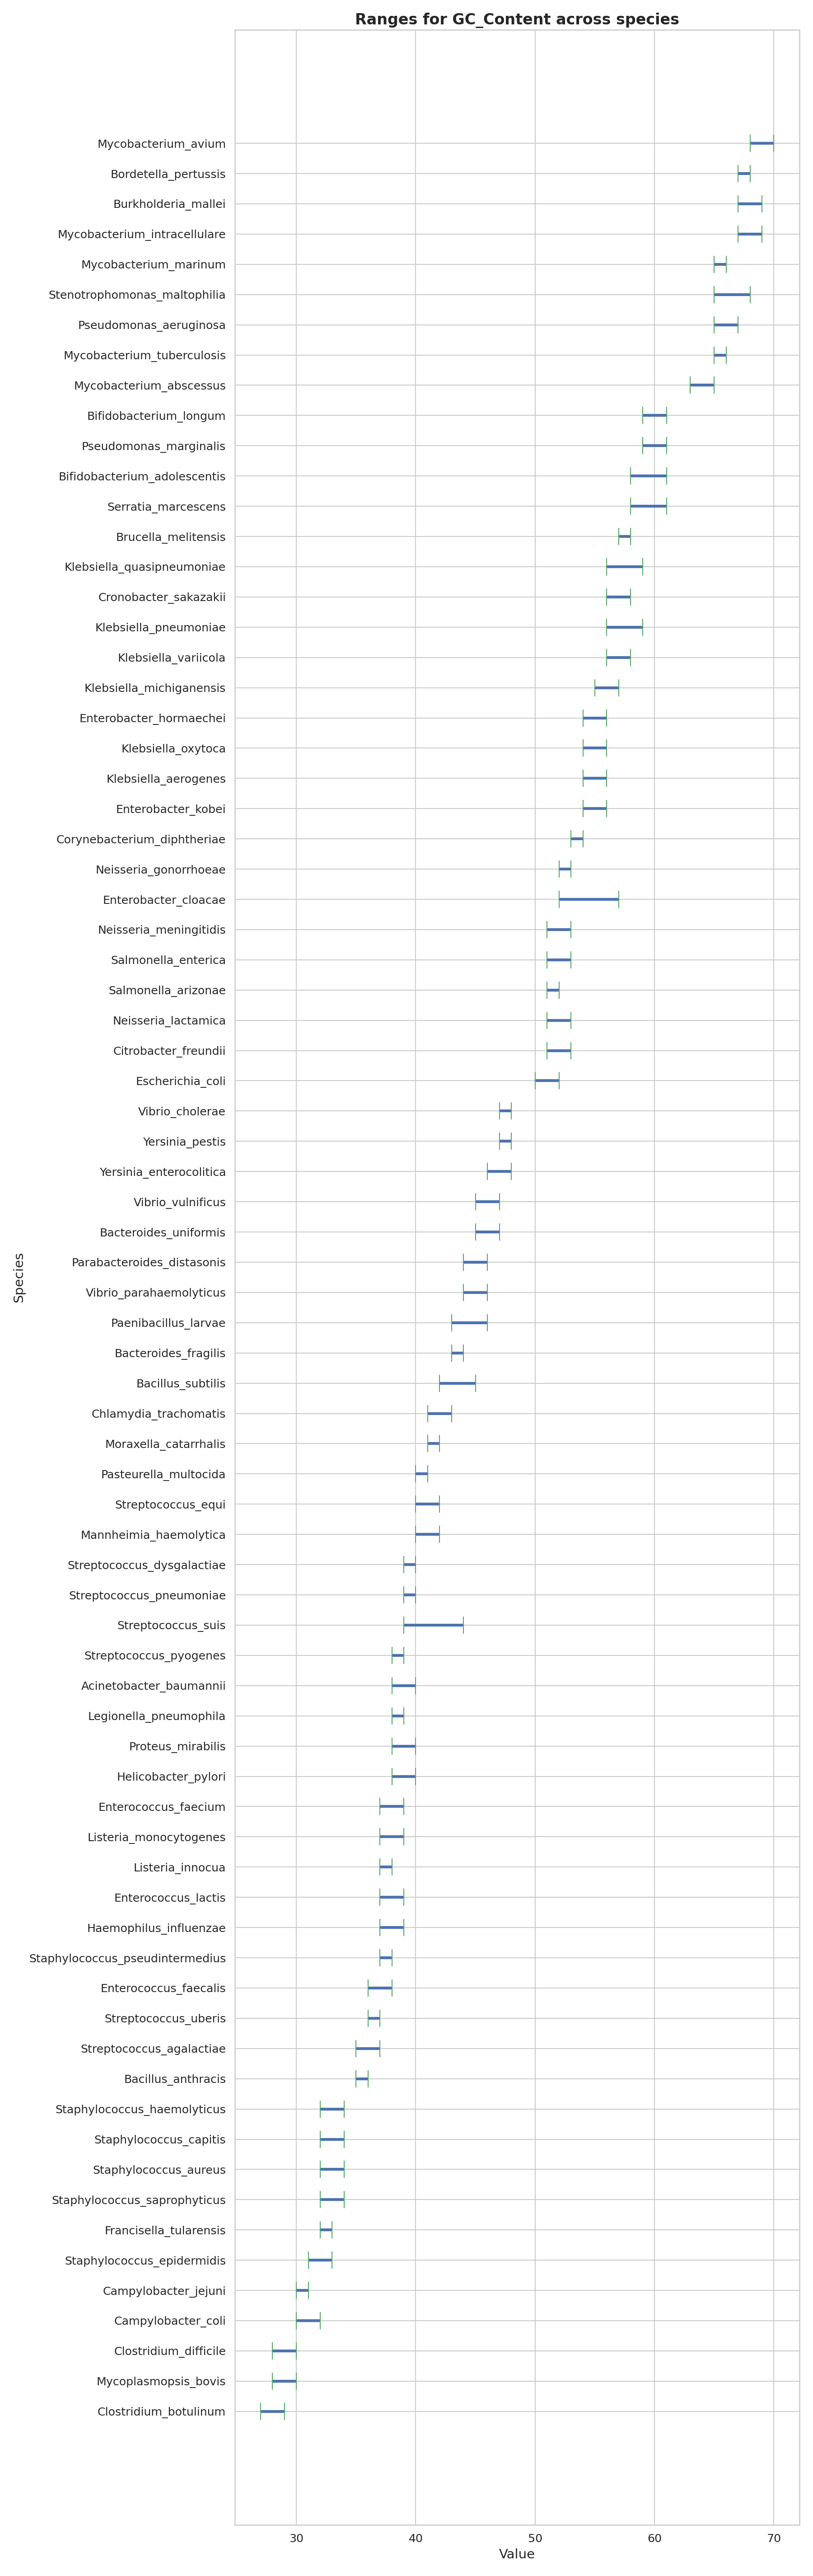 Ranges for GC_Content across species
Mycobacterium_avium
Bordetella_pertussis
Burkholderia_mallei
Mycobacterium_intracellulare
Mycobacterium_marinum
Stenotrophomonas_maltophilia
Pseudomonas_aeruginosa
Mycobacterium_tuberculosis
Mycobacterium_abscessus
Bifidobacterium_longum
Pseudomonas_marginalis
Bifidobacterium_adolescentis
Serratia_marcescens
Brucella_melitensis
Klebsiella_quasipneumoniae
Cronobacter_sakazakii
Klebsiella_pneumoniae
Klebsiella_variicola
Klebsiella_michiganensis
Enterobacter_hormaechei
Klebsiella_oxytoca
Klebsiella_aerogenes
Enterobacter_kobei
Corynebacterium_diphtheriae
Neisseria_gonorrhoeae
Enterobacter_cloacae
Neisseria_meningitidis
Salmonella_enterica
Salmonella_arizonae
Neisseria_lactamica
Citrobacter_freundii
Escherichia_coli
Vibrio_cholerae
Yersinia_pestis
Yersinia_enterocolitica
Vibrio_vulnificus
Bacteroides_uniformis
Parabacteroides_distasonis
Vibrio_parahaemolyticus
Paenibacillus_larvae
Bacteroides_fragilis
Bacillus_subtilis
Chlamydia_trachomatis
Moraxella_catarrhalis
Pasteurella_multocida
Streptococcus_equi
Mannheimia_haemolytica
Streptococcus_dysgalactiae
Streptococcus_pneumoniae
Streptococcus_suis
Streptococcus_pyogenes
Acinetobacter_baumannii
Legionella_pneumophila
Proteus_mirabilis
Helicobacter_pylori
Enterococcus_faecium
Listeria_monocytogenes
Listeria_innocua
Enterococcus_lactis
Haemophilus_influenzae
Staphylococcus_pseudintermedius
Enterococcus_faecalis
Streptococcus_uberis
Streptococcus_agalactiae
Bacillus_anthracis
Staphylococcus_haemolyticus
Staphylococcus_capitis
Staphylococcus_aureus
Staphylococcus_saprophyticus
Francisella_tularensis
Staphylococcus_epidermidis
Campylobacter_jejuni
Campylobacter_coli
Clostridium_difficile
Mycoplasmopsis_bovis
Clostridium_botulinum
Species
30 40 50 60 70
Value